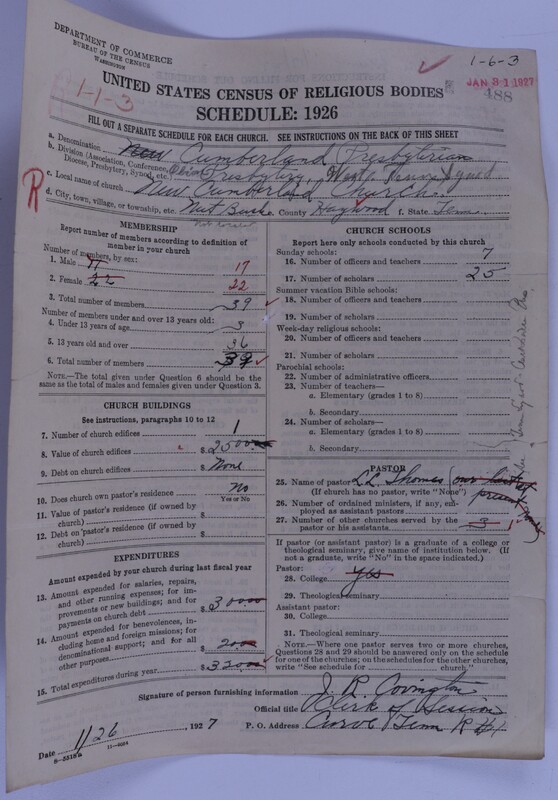 DEPARTMENT OF COMMERCE
BUREAU OF THE CENSUS
WASHINGTON
1-6-3
JAN 31 1927
488
1-1-3
UNITED STATES CENSUS OF RELIGIOUS BODIES
SCHEDULE: 1926
FILL OUT A SEPARATE SCHEDULE FOR EACH CHURCH. SEE INSTRUCTIONS ON THE BACK OF THIS SHEET
a. Denomination New Cumberland Presbyterian
b. Division (Association, Conference, Diocese, Presbytery, Synod, etc.) Obion Presbytery West Tenn Synod
c. Local name of church New Cumberland Church
R
d. City, town, village, or township, etc. Nut Bush County Haywood f. State Tenn.
MEMBERSHIP
Report number of members according to definition of member in your church
Number of members, by sex:
1. Male 17 17
2. Female 22 22
3. Total number of members 39
Number of members under and over 13 years old:
4. Under 13 years of age 3
5. 13 years old and over 36
6. Total number of members 39
NOTE.—The total given under Question 6 should be the same as the total of males and females given under Question 3.
CHURCH BUILDINGS
See instructions, paragraphs 10 to 12
7. Number of church edifices 1
8. Value of church edifices $ 2500
9. Debt on church edifices $ None
10. Does church own pastor's residence No
Yes or No
11. Value of pastor's residence (if owned by church) $
12. Debt on pastor's residence (if owned by church) $
EXPENDITURES
Amount expended by your church during last fiscal year
13. Amount expended for salaries, repairs, and other running expenses; for improvements or new buildings; and for payments on church debt $ 300
14. Amount expended for benevolences, including home and foreign missions; for denominational support; and for all other purposes $ 20
15. Total expenditures during year $ 320
CHURCH SCHOOLS
Report here only schools conducted by this church
Sunday schools:
16. Number of officers and teachers 7
17. Number of scholars 25
Summer vacation Bible schools:
18. Number of officers and teachers
19. Number of scholars
Week-day religious schools:
20. Number of officers and teachers
21. Number of scholars
Parochial schools:
22. Number of administrative officers
23. Number of teachers—
a. Elementary (grades 1 to 8)
b. Secondary
24. Number of scholars—
a. Elementary (grades 1 to 8)
b. Secondary
PASTOR
25. Name of pastor L L Thomas
(If church has no pastor, write "None")
26. Number of ordained ministers, if any, employed as assistant pastors
27. Number of other churches served by the pastor or his assistants 3
If pastor (or assistant pastor) is a graduate of a college or theological seminary, give name of institution below. (If not a graduate, write "No" in the space indicated.)
Pastor:
28. College yes
29. Theological seminary
Assistant pastor:
30. College
31. Theological seminary
NOTE.—Where one pastor serves two or more churches, Questions 28 and 29 should be answered only on the schedule for one of the churches; on the schedules for the other churches, write "See schedule for church."
Signature of person furnishing information J. R. Covington
Official title Clerk of Session
Date 1/26, 1927
P. O. Address Curve Tenn R #1
8-5518a 11-4084